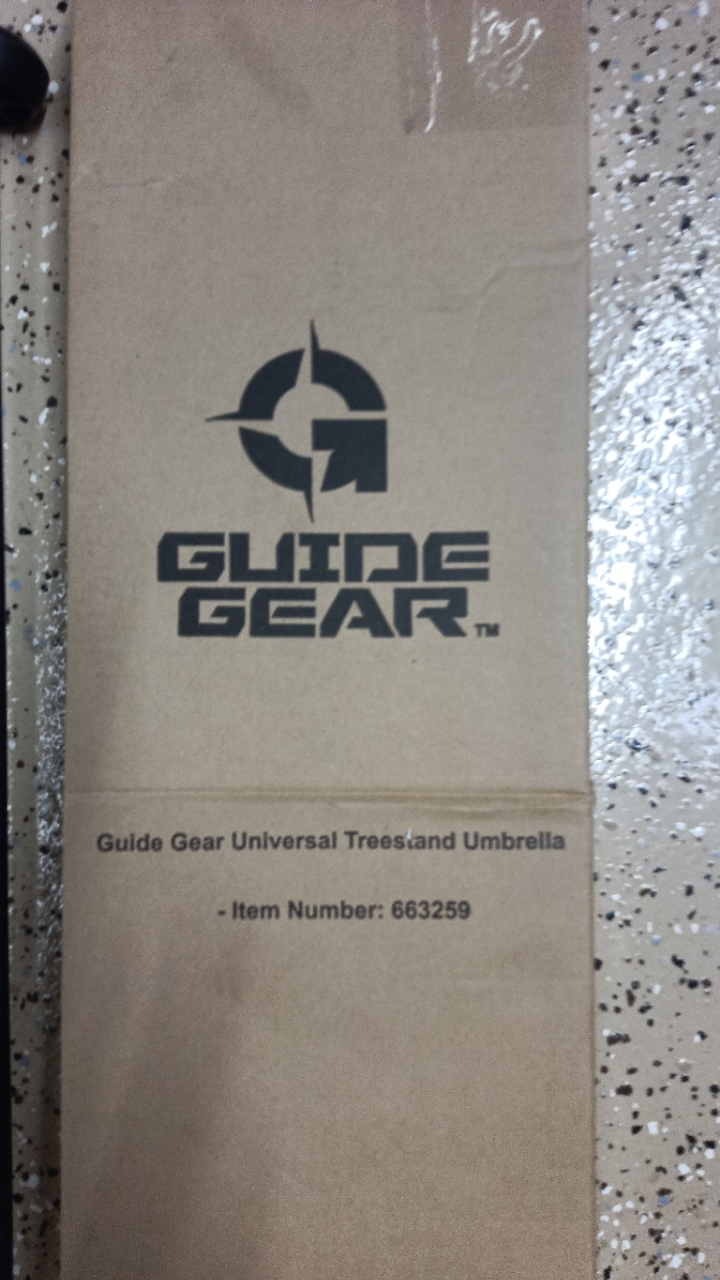 GUIDE
GEAR™
Guide Gear Universal Treestand Umbrella
- Item Number: 663259